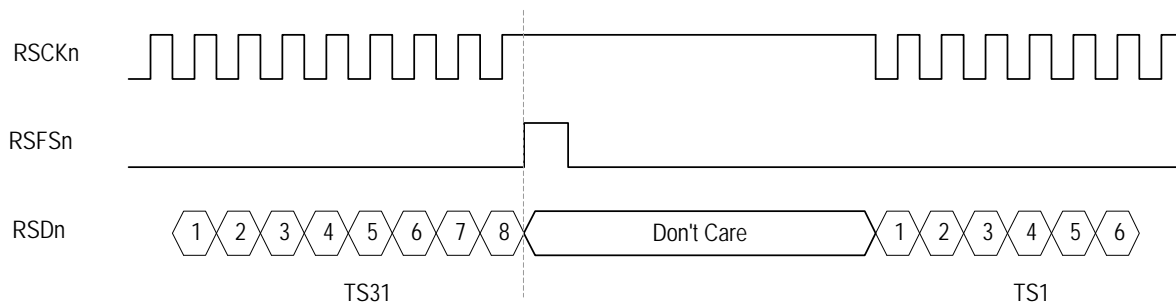 RSCKn
RSFSn
RSDn 1 2 3 4 5 6 7 8 Don't Care 1 2 3 4 5 6
TS31 TS1